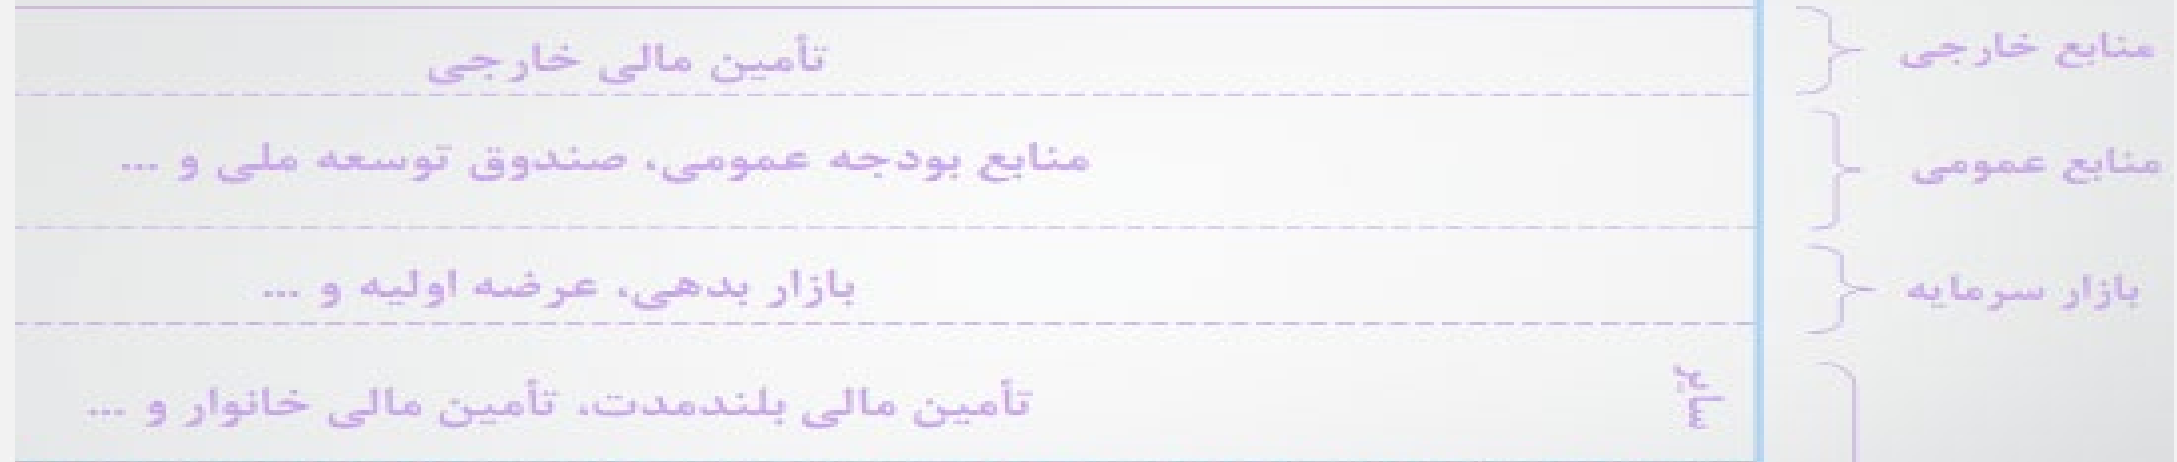 منابع خارجی
تأمین مالی خارجی
منابع عمومی
منابع بودجه عمومی، صندوق توسعه ملی و ...
بازار سرمایه
بازار بدهی، عرضه اولیه و ...
سایر
تأمین مالی بلندمدت، تأمین مالی خانوار و ...